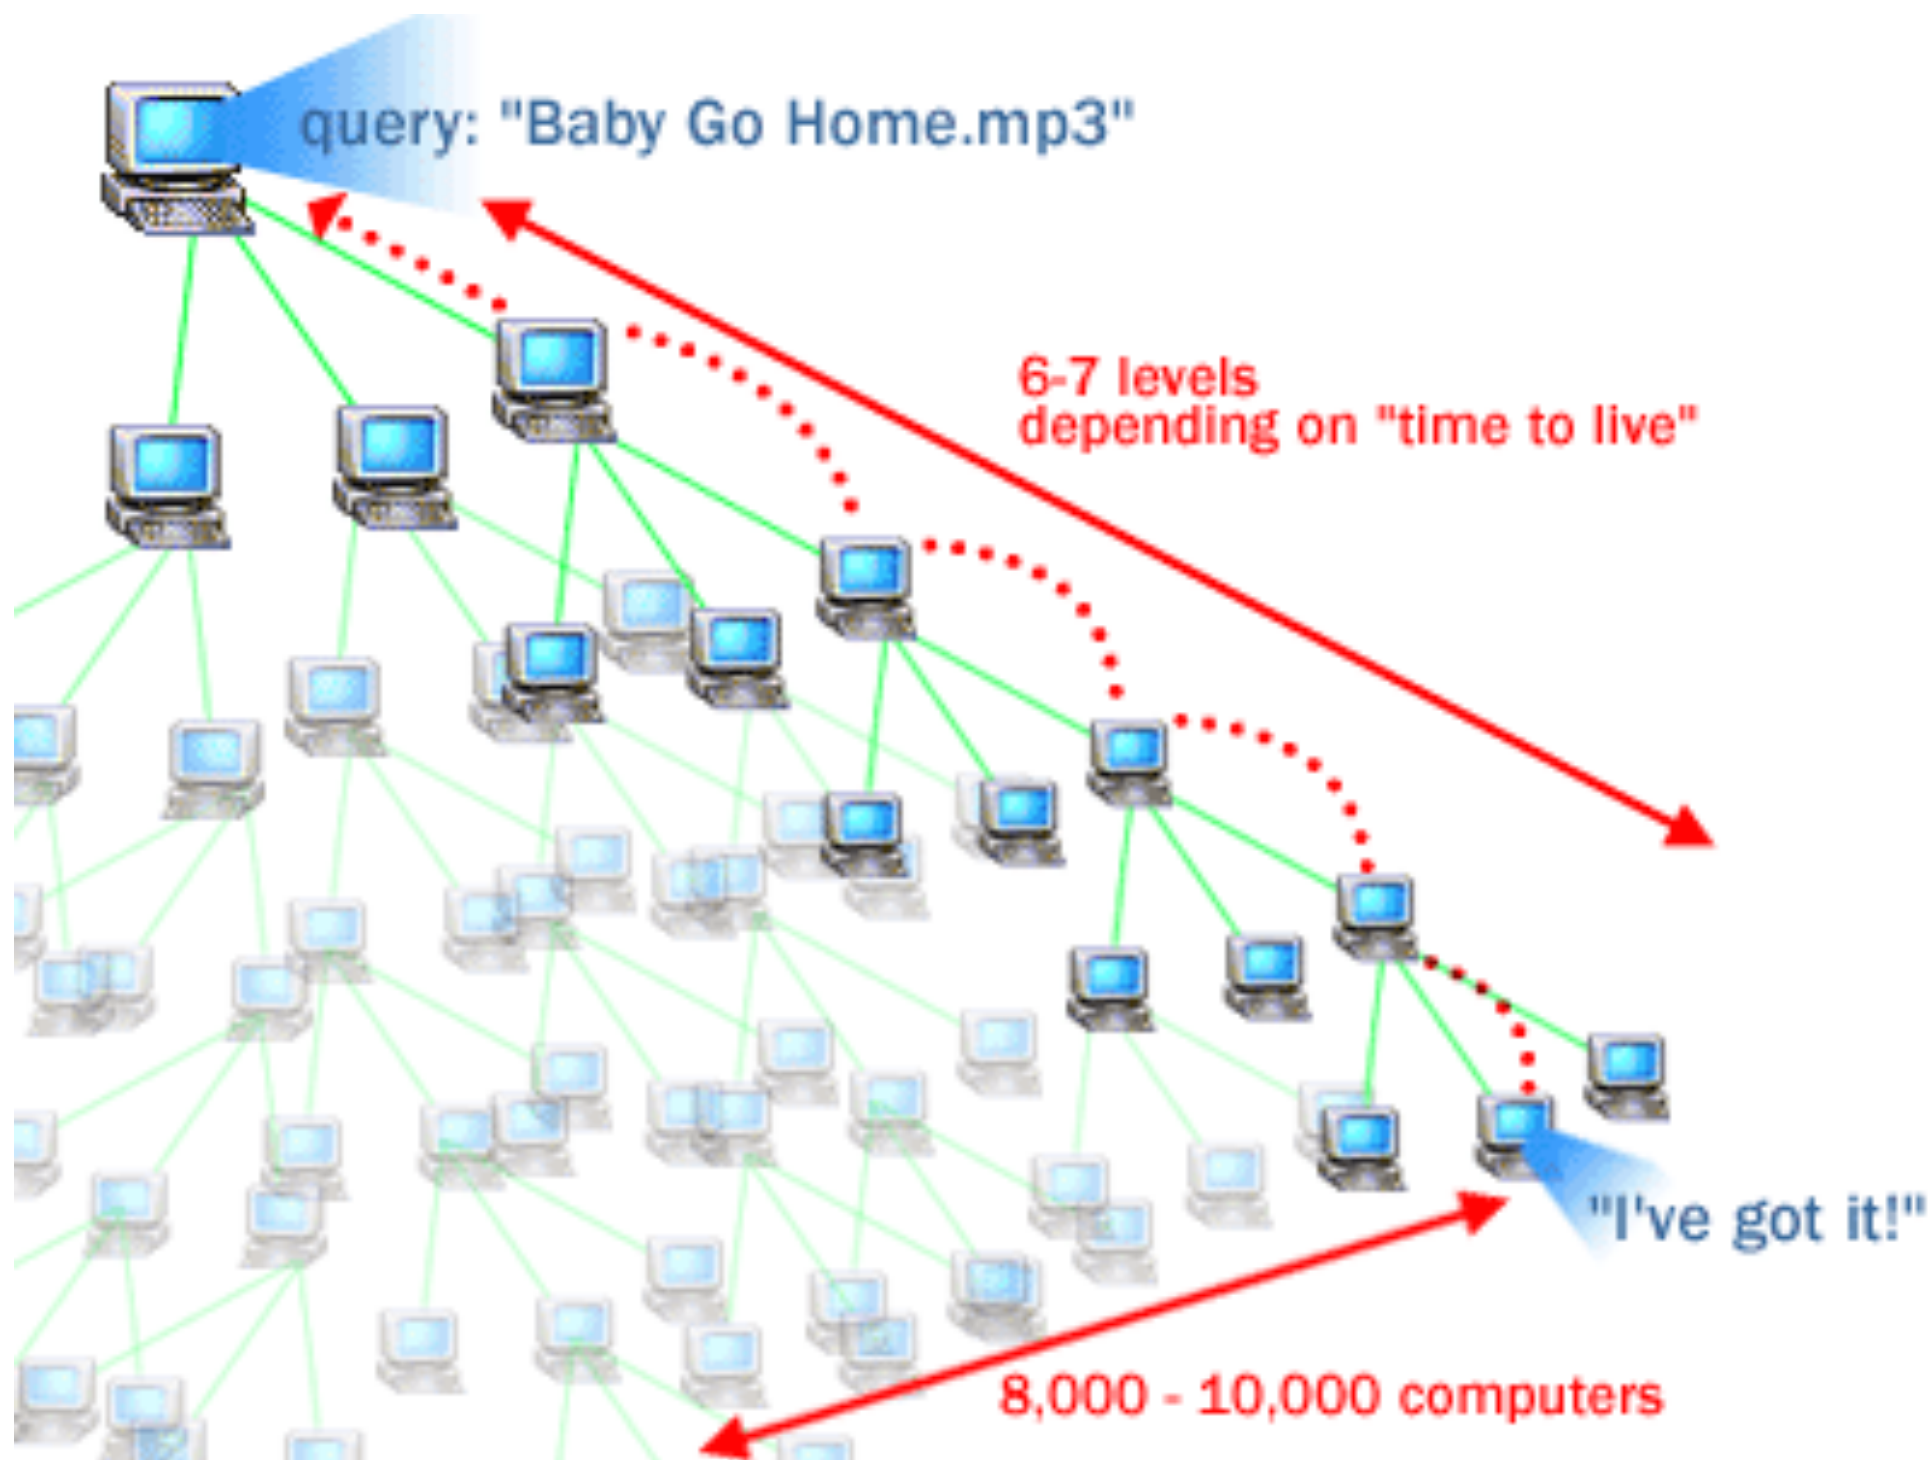 query: "Baby Go Home.mp3"
6-7 levels
depending on "time to live"
"I've got it!"
8,000 - 10,000 computers